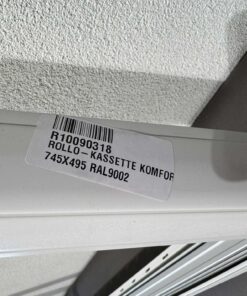 R10090318
ROLLO-KASSETTE KOMFOR
745X495 RAL9002